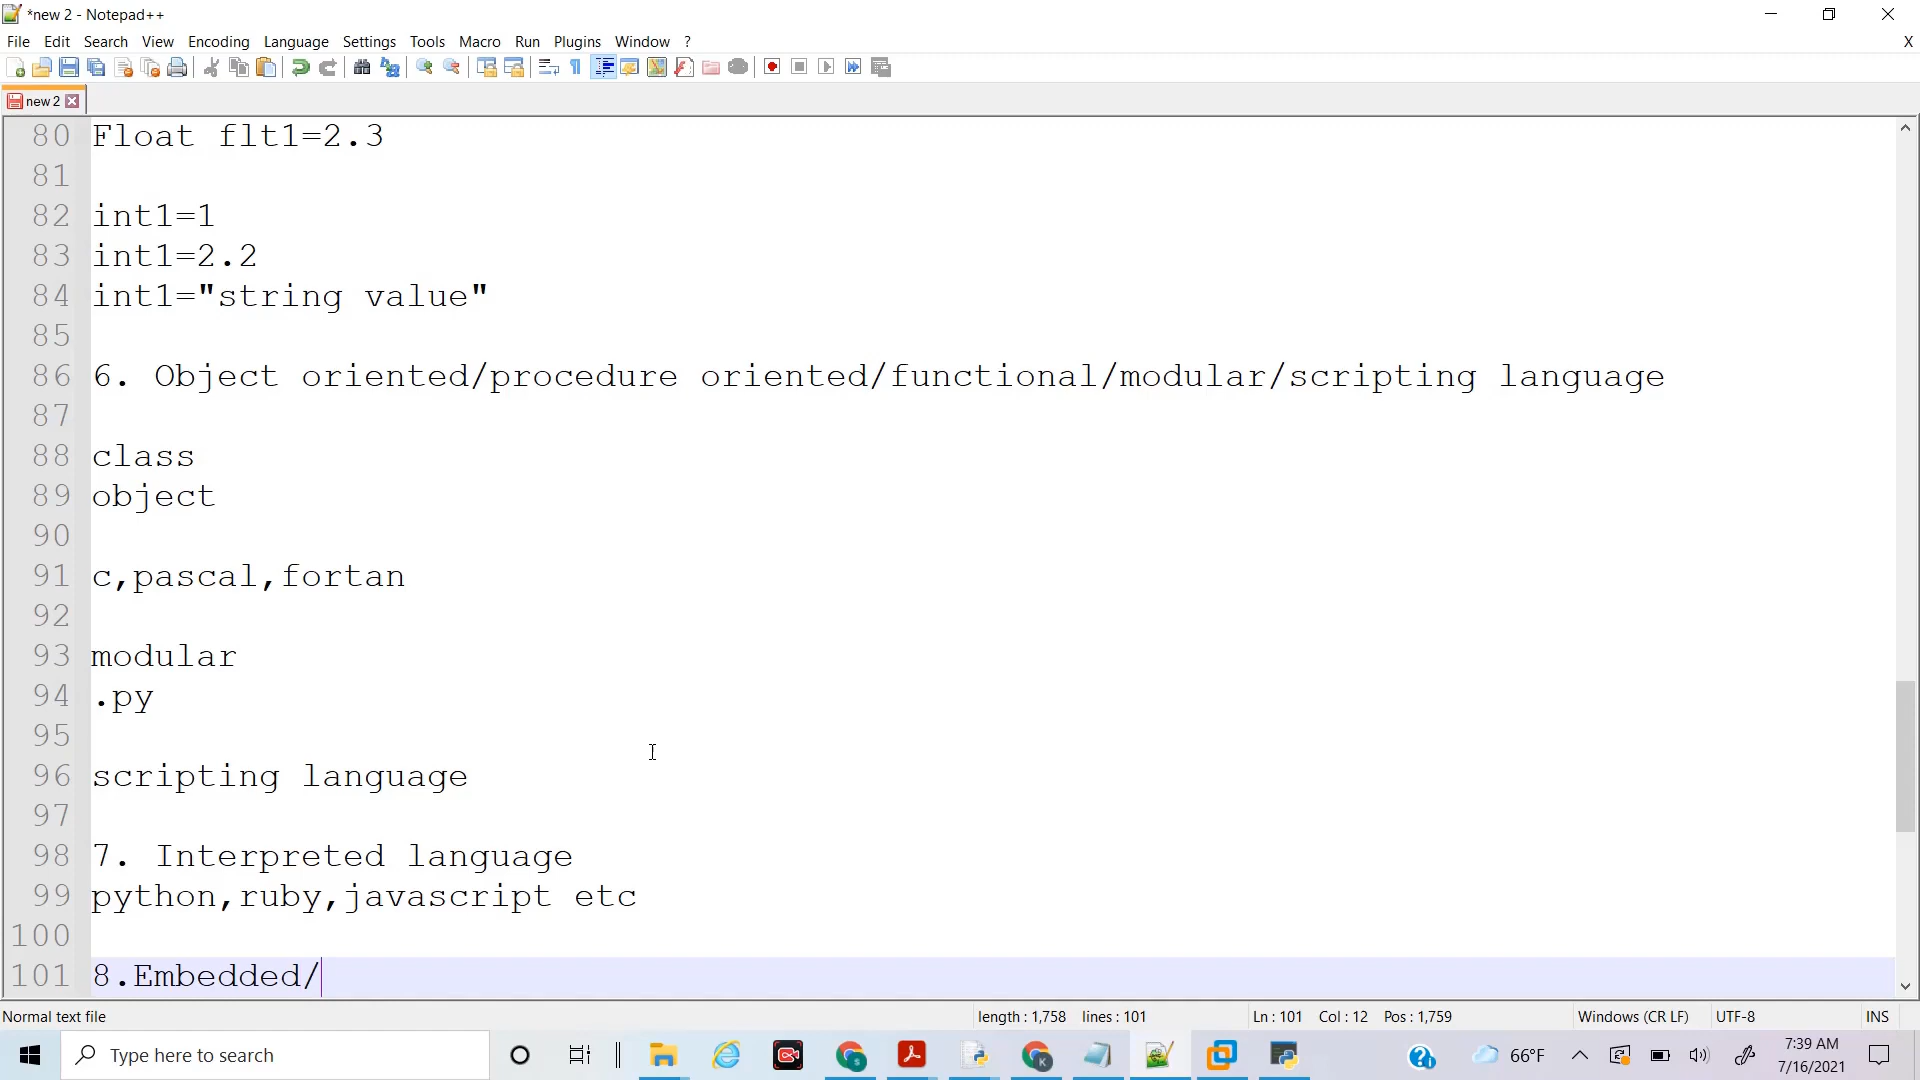 *new 2 - Notepad++
File Edit Search View Encoding Language Settings Tools Macro Run Plugins Window ? X
new 2
80 Float flt1=2.3
81
82 int1=1
83 int1=2.2
84 int1="string value"
85
86 6. Object oriented/procedure oriented/functional/modular/scripting language
87
88 class
89 object
90
91 c,pascal,fortan
92
93 modular
94 .py
95
96 scripting language
97
98 7. Interpreted language
99 python,ruby,javascript etc
100
101 8.Embedded/
Normal text file length : 1,758 lines : 101 Ln : 101 Col : 12 Pos : 1,759 Windows (CR LF) UTF-8 INS
Type here to search 66°F 7:39 AM
7/16/2021